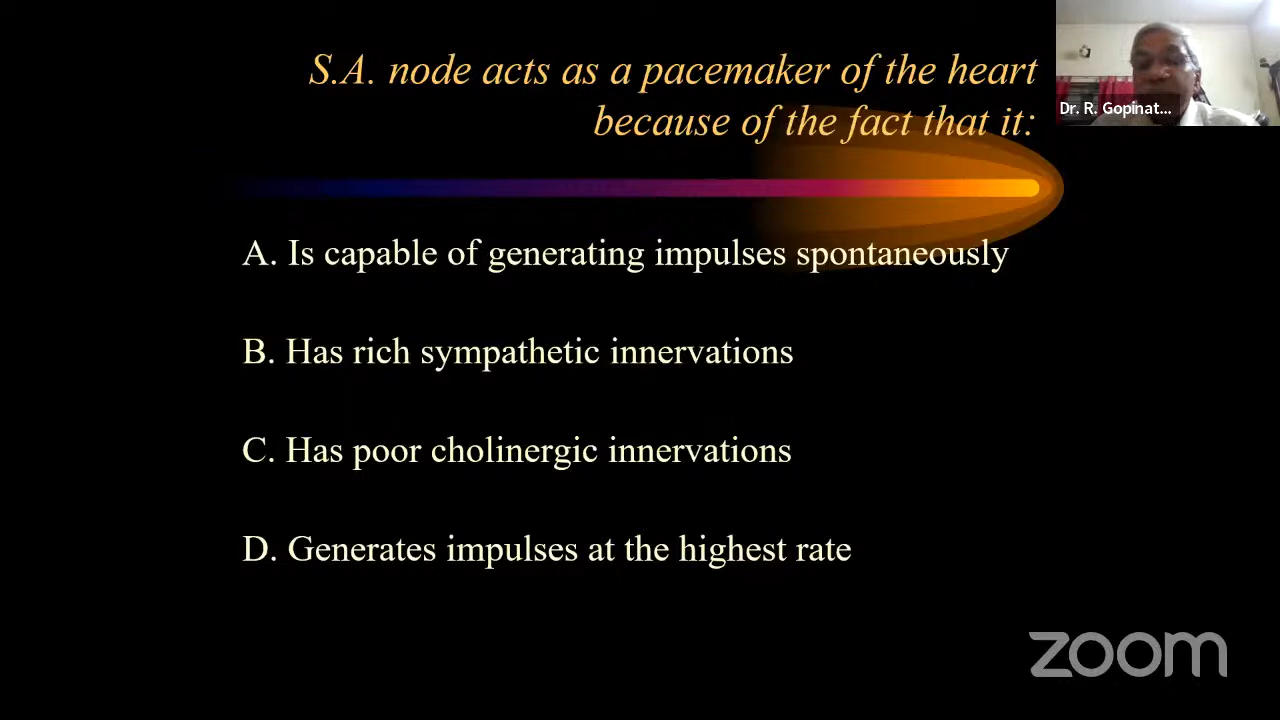 S.A. node acts as a pacemaker of the heart
because of the fact that it:
Dr. R. Gopinat...
A. Is capable of generating impulses spontaneously
B. Has rich sympathetic innervations
C. Has poor cholinergic innervations
D. Generates impulses at the highest rate
zoom